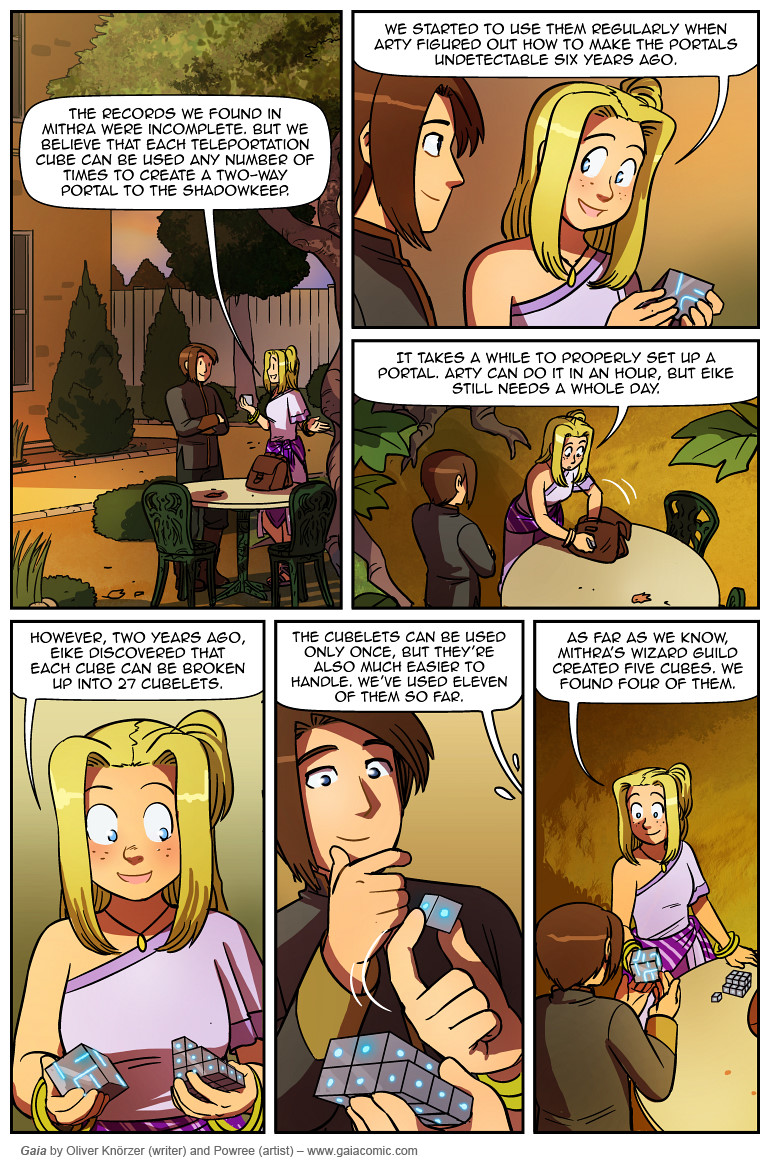 THE RECORDS WE FOUND IN
MITHRA WERE INCOMPLETE. BUT WE
BELIEVE THAT EACH TELEPORTATION
CUBE CAN BE USED ANY NUMBER OF
TIMES TO CREATE A TWO-WAY
PORTAL TO THE SHADOWKEEP.
WE STARTED TO USE THEM REGULARLY WHEN
ARTY FIGURED OUT HOW TO MAKE THE PORTALS
UNDETECTABLE SIX YEARS AGO.
IT TAKES A WHILE TO PROPERLY SET UP A
PORTAL. ARTY CAN DO IT IN AN HOUR, BUT EIKE
STILL NEEDS A WHOLE DAY.
HOWEVER, TWO YEARS AGO,
EIKE DISCOVERED THAT
EACH CUBE CAN BE BROKEN
UP INTO 27 CUBELETS.
THE CUBELETS CAN BE USED
ONLY ONCE, BUT THEY'RE
ALSO MUCH EASIER TO
HANDLE. WE'VE USED ELEVEN
OF THEM SO FAR.
AS FAR AS WE KNOW,
MITHRA'S WIZARD GUILD
CREATED FIVE CUBES. WE
FOUND FOUR OF THEM.
Gaia by Oliver Knörzer (writer) and Powree (artist) – www.gaiacomic.com